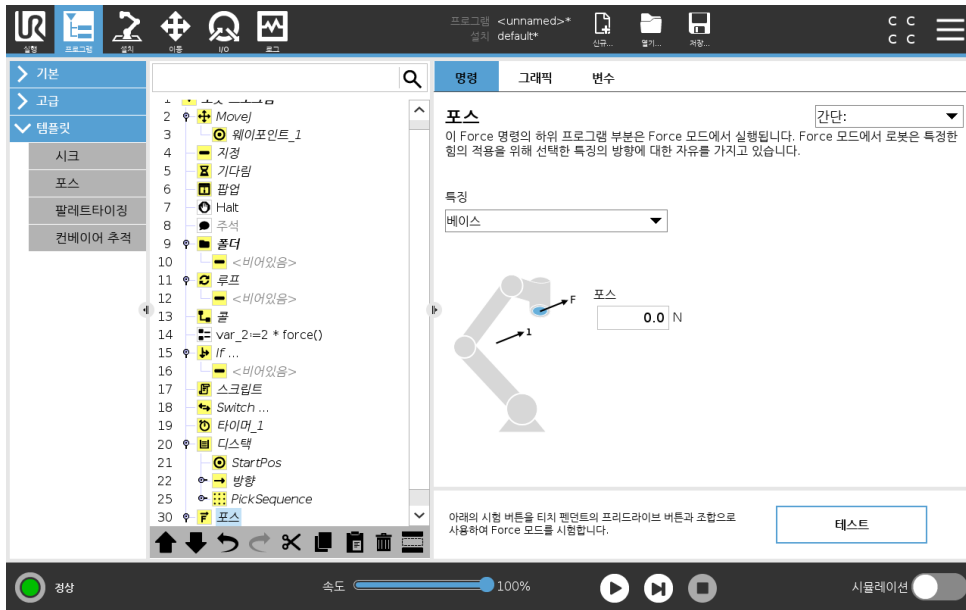 UR
실행
프로그램
설치
이동
I/O
로그
프로그램 <unnamed>*
설치 default*
신규...
열기...
저장...
C C
C C
기본
고급
템플릿
시크
포스
팔레트타이징
컨베이어 추적
1 로봇 프로그램
2 MoveJ
3 웨이포인트_1
4 지정
5 기다림
6 팝업
7 Halt
8 주석
9 폴더
10 <비어있음>
11 루프
12 <비어있음>
13 콜
14 var_2:=2 * force()
15 If ...
16 <비어있음>
17 스크립트
18 Switch ...
19 타이머_1
20 디스택
21 StartPos
22 방향
25 PickSequence
30 포스
명령 그래픽 변수
포스
간단:
이 Force 명령의 하위 프로그램 부분은 Force 모드에서 실행됩니다. Force 모드에서 로봇은 특정한
힘의 적용을 위해 선택한 특징의 방향에 대한 자유를 가지고 있습니다.
특징
베이스
F
1
포스
0.0 N
아래의 시험 버튼을 티치 펜던트의 프리드라이브 버튼과 조합으로
사용하여 Force 모드를 시험합니다.
테스트
정상
속도 100%
시뮬레이션